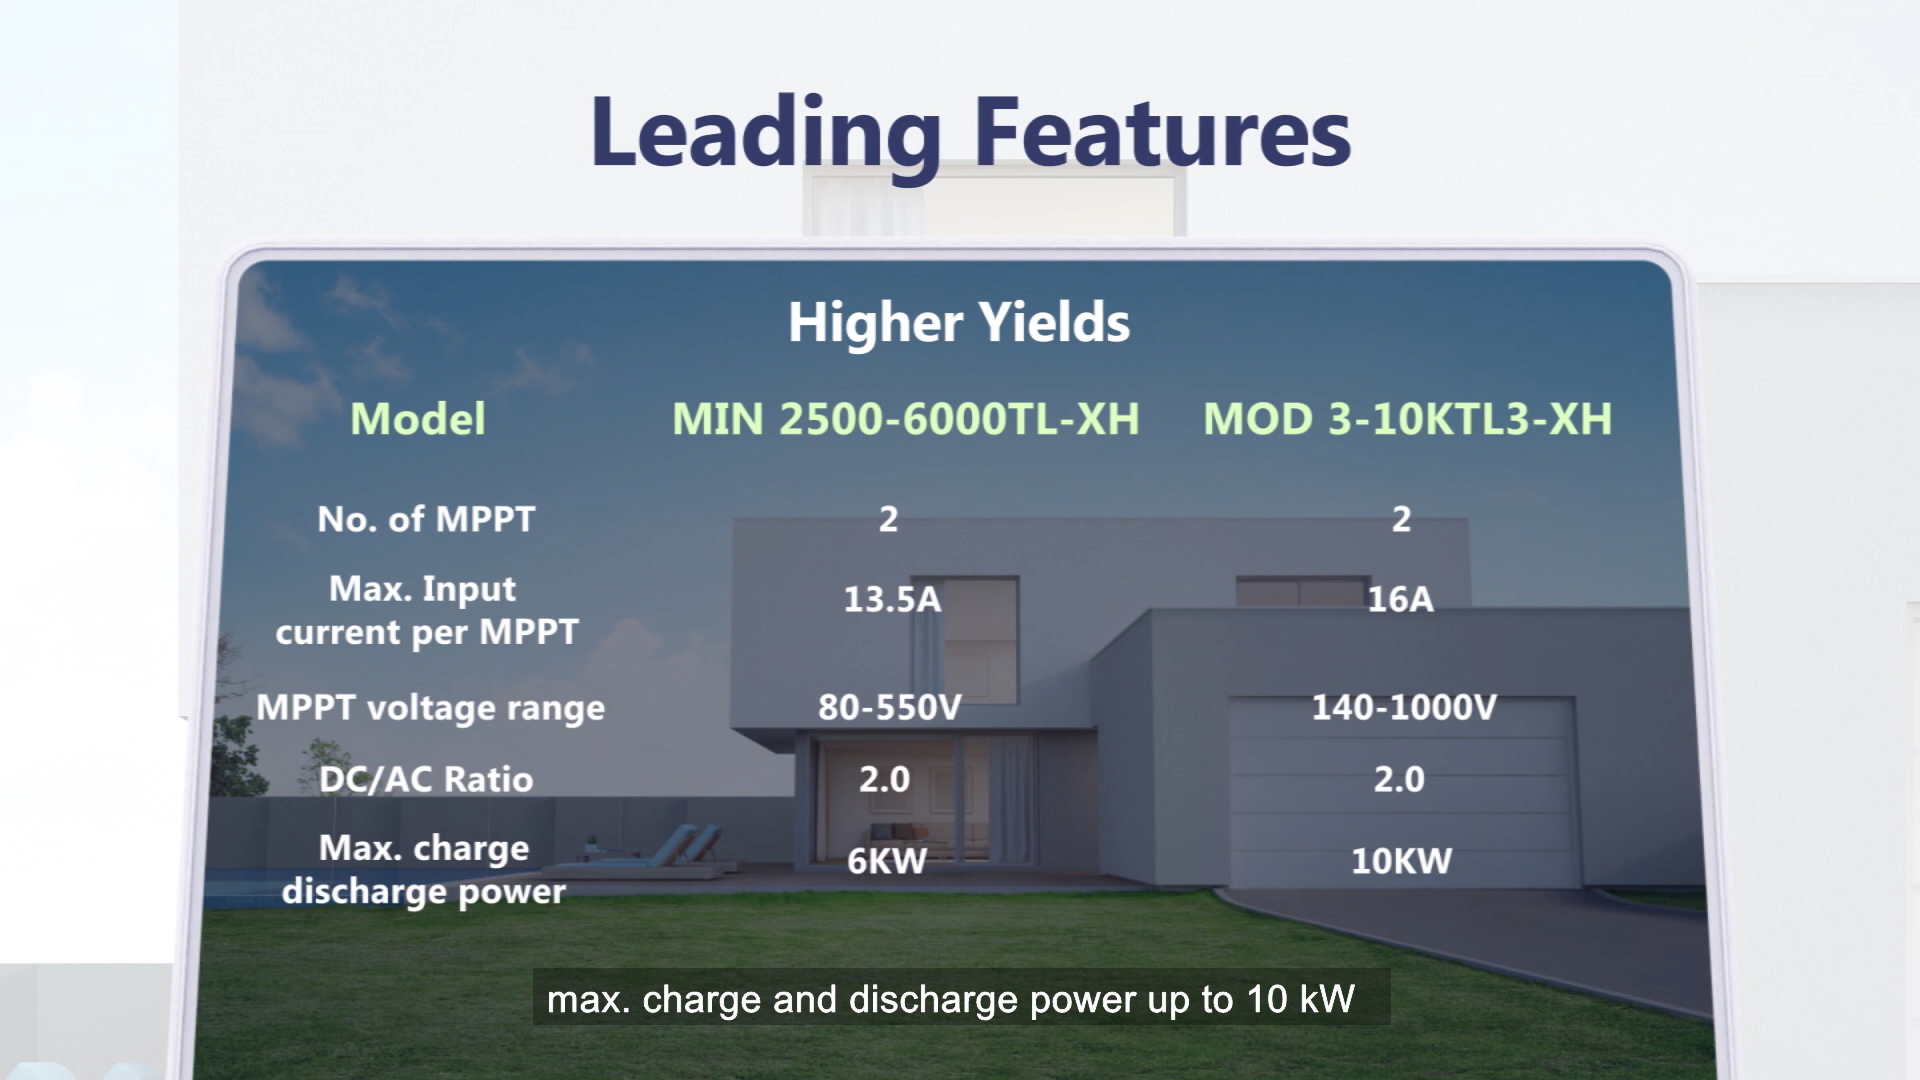 Leading Features
Higher Yields
Model MIN 2500-6000TL-XH MOD 3-10KTL3-XH
No. of MPPT 2 2
Max. Input
current per MPPT 13.5A 16A
MPPT voltage range 80-550V 140-1000V
DC/AC Ratio 2.0 2.0
Max. charge
discharge power 6KW 10KW
max. charge and discharge power up to 10 kW